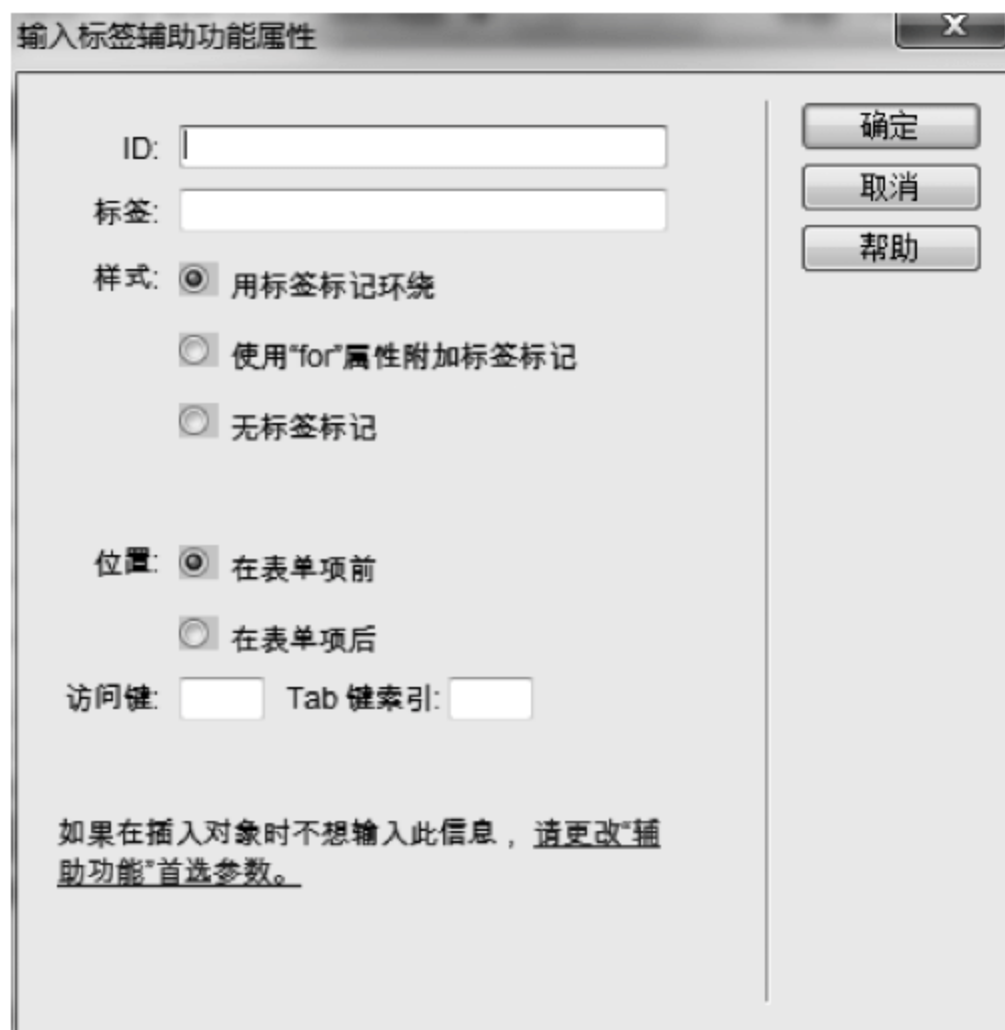 输入标签辅助功能属性
X
ID:
确定
标签:
取消
样式: 用标签标记环绕
帮助
使用“for”属性附加标签标记
无标签标记
位置: 在表单项前
在表单项后
访问键: Tab 键索引:
如果在插入对象时不想输入此信息，请更改“辅
助功能”首选参数。